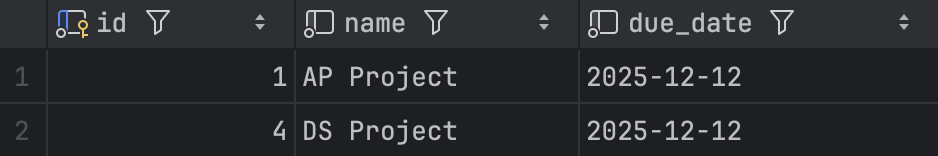 id name due_date
1 1 AP Project 2025-12-12
2 4 DS Project 2025-12-12